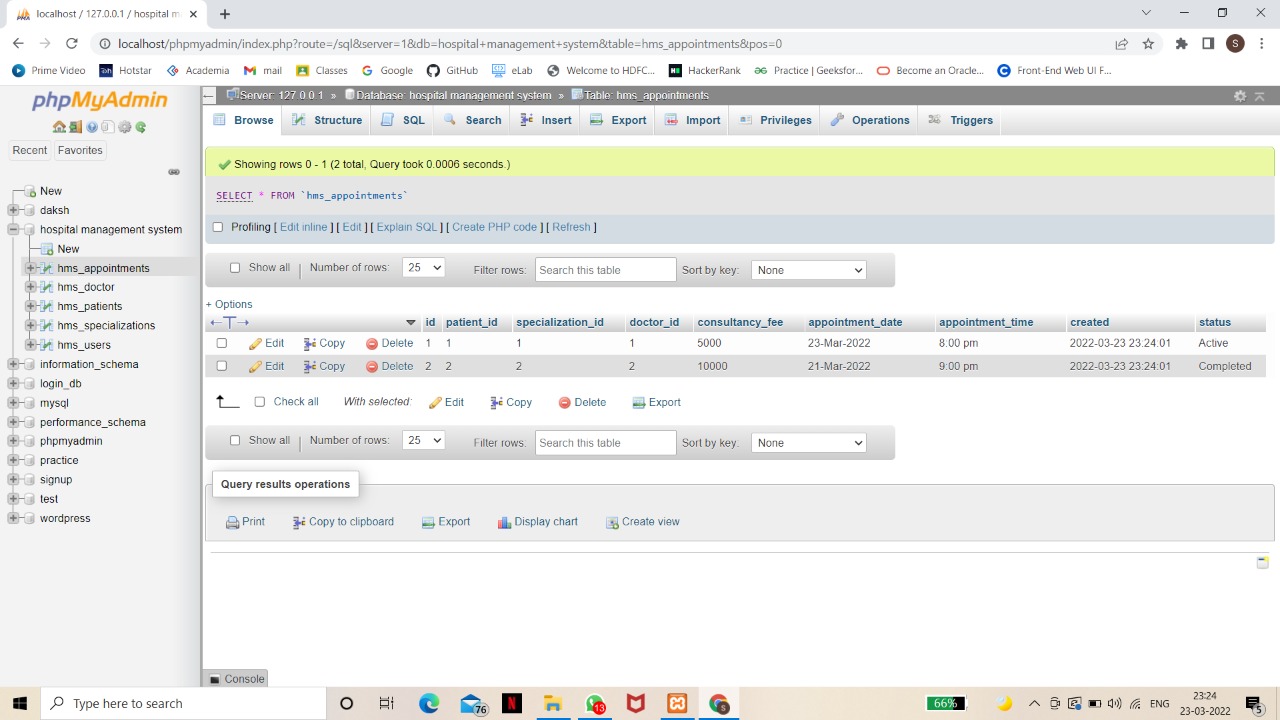 localhost / 127.0.0.1 / hospital m
localhost/phpmyadmin/index.php?route=/sql&server=1&db=hospital+management+system&table=hms_appointments&pos=0
S
Prime Video Hotstar Academia mail Classes Google GitHub eLab Welcome to HDFC... HackerRank Practice | Geeksfor... Become an Oracle... Front-End Web UI F...
phpMyAdmin
Recent Favorites
New
daksh
hospital management system
New
hms_appointments
hms_doctor
hms_patients
hms_specializations
hms_users
information_schema
login_db
mysql
performance_schema
phpmyadmin
practice
signup
test
wordpress
Server: 127.0.0.1 » Database: hospital management system » Table: hms_appointments
Browse Structure SQL Search Insert Export Import Privileges Operations Triggers
Showing rows 0 - 1 (2 total, Query took 0.0006 seconds.)
SELECT * FROM `hms_appointments`
Profiling [ Edit inline ] [ Edit ] [ Explain SQL ] [ Create PHP code ] [ Refresh ]
Show all | Number of rows: 25 Filter rows: Search this table Sort by key: None
+ Options
←T→ id patient_id specialization_id doctor_id consultancy_fee appointment_date appointment_time created status
Edit Copy Delete 1 1 1 1 5000 23-Mar-2022 8:00 pm 2022-03-23 23:24:01 Active
Edit Copy Delete 2 2 2 2 10000 21-Mar-2022 9:00 pm 2022-03-23 23:24:01 Completed
Check all With selected: Edit Copy Delete Export
Show all | Number of rows: 25 Filter rows: Search this table Sort by key: None
Query results operations
Print Copy to clipboard Export Display chart Create view
Console
Type here to search 76 N 13 S 66% ENG 23:24
23-03-2022 5